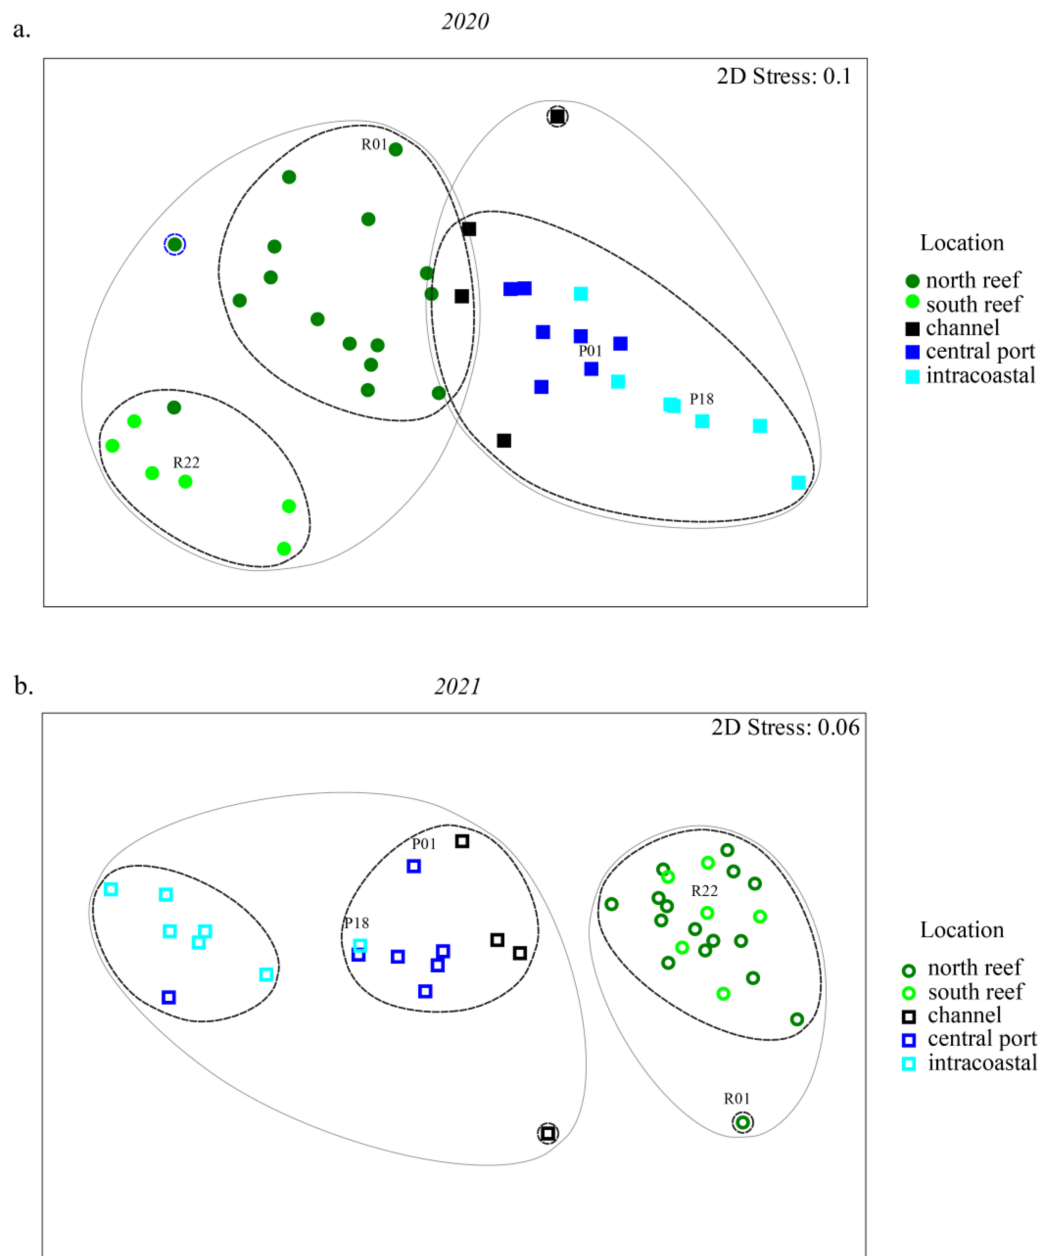 a.
2020
2D Stress: 0.1
R01
P01
P18
R22
Location
north reef
south reef
channel
central port
intracoastal
b.
2021
2D Stress: 0.06
P01
P18
R22
R01
Location
north reef
south reef
channel
central port
intracoastal